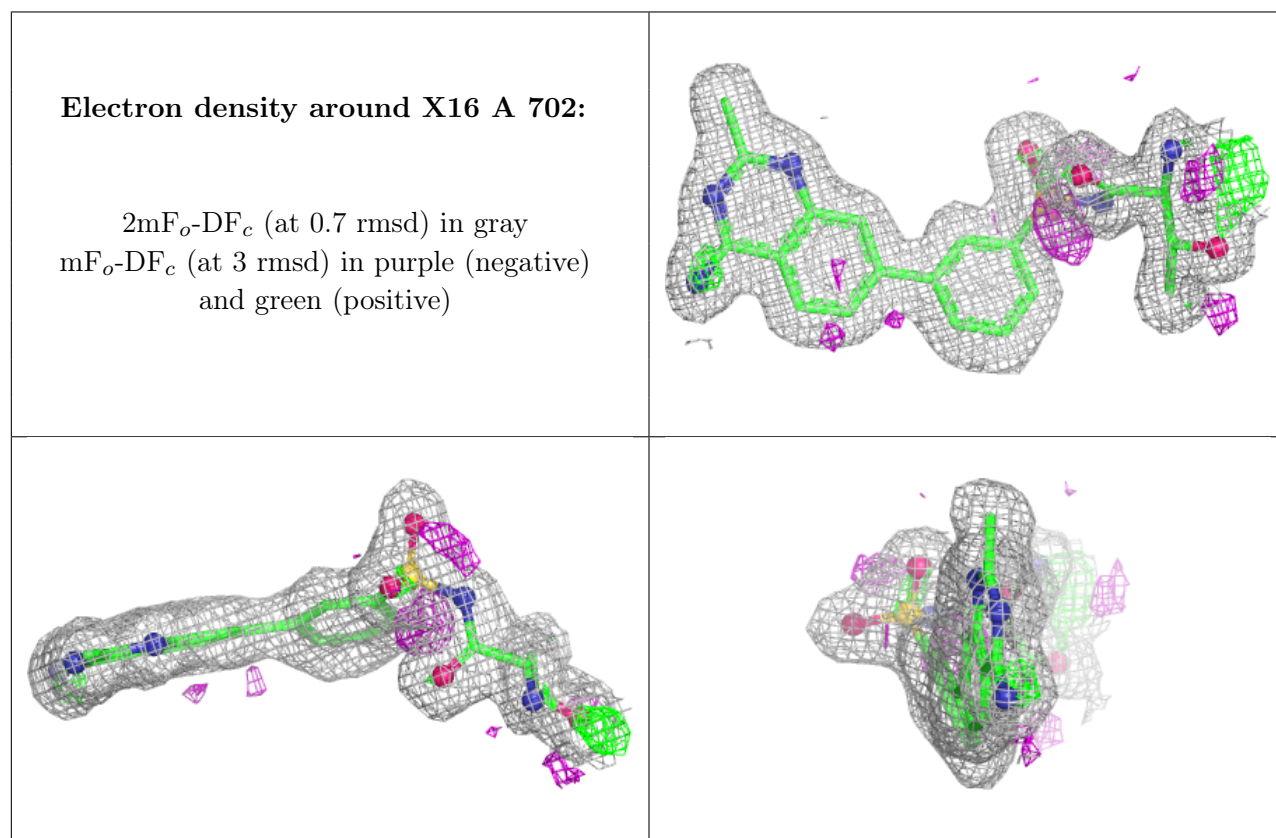 Electron density around X16 A 702:
2mFo-DFc (at 0.7 rmsd) in gray
mFo-DFc (at 3 rmsd) in purple (negative)
and green (positive)